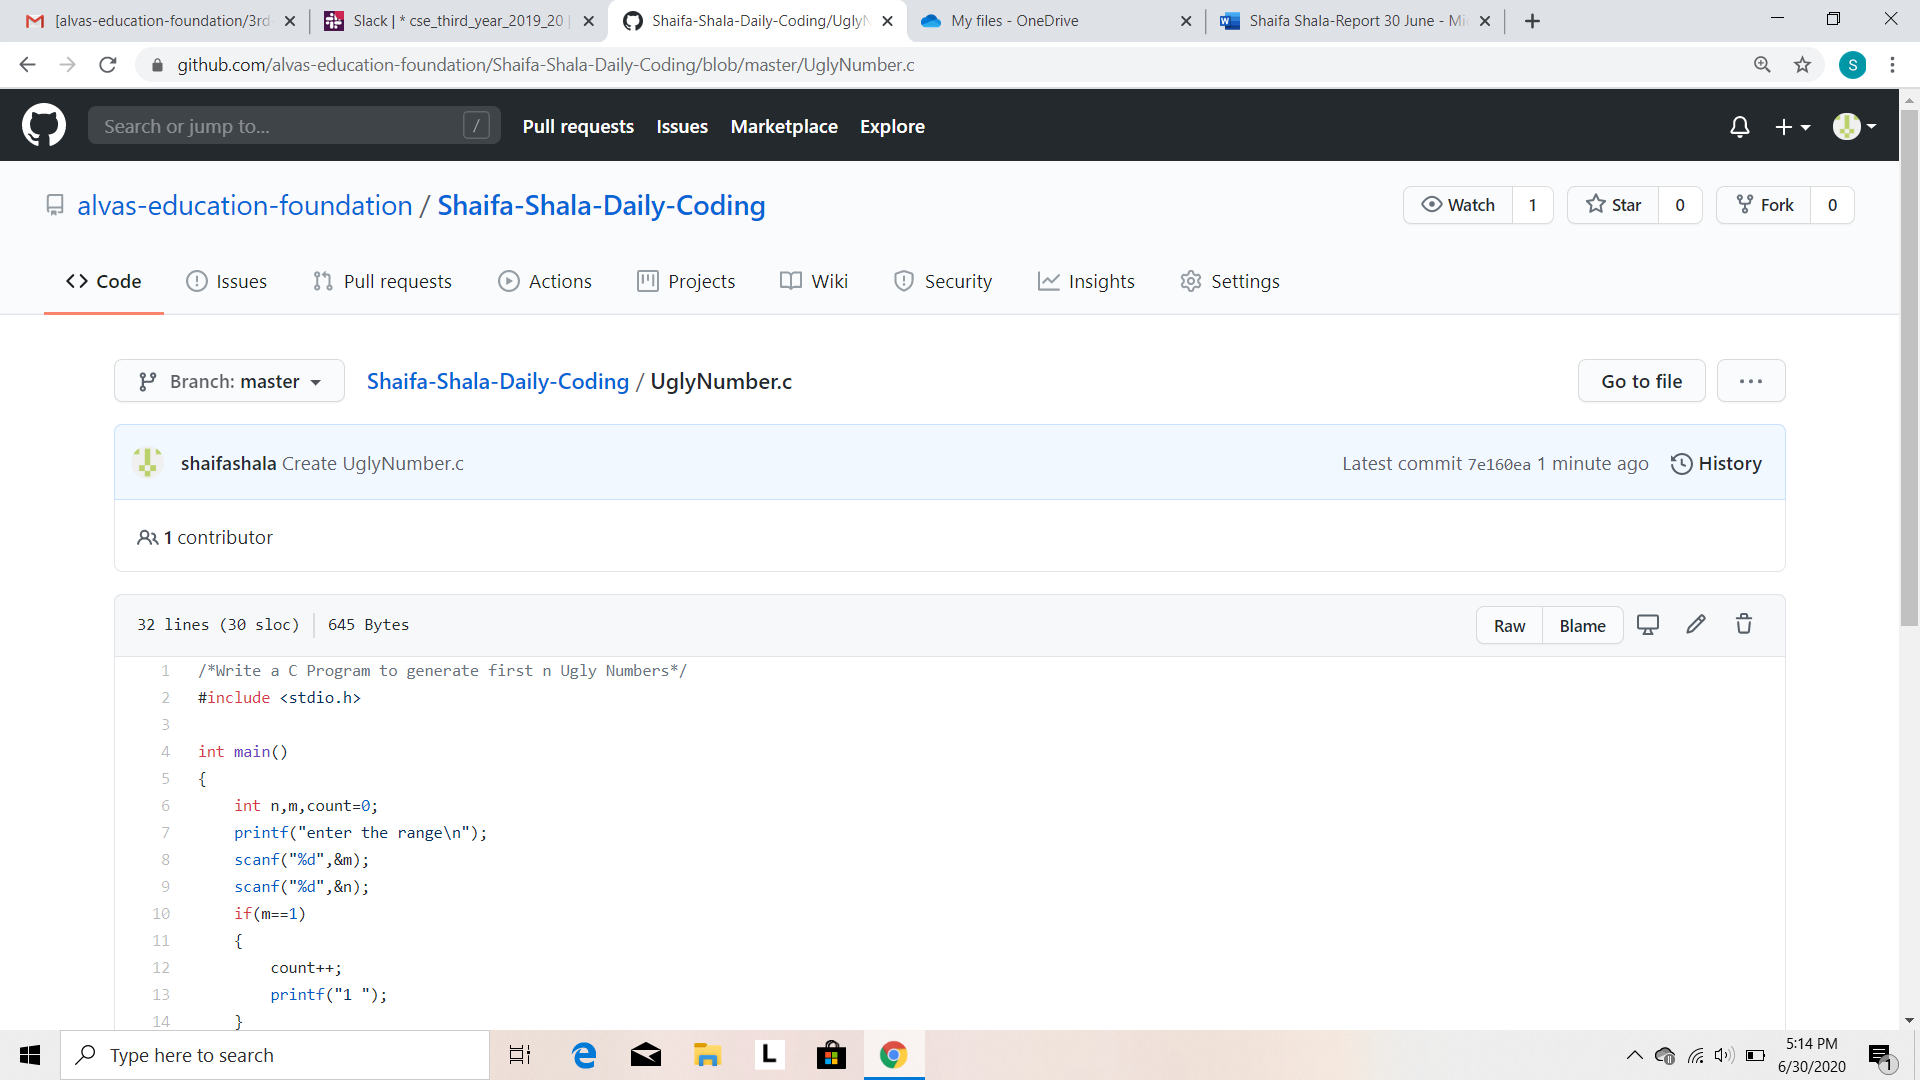 [alvas-education-foundation/3rd-
Slack | * cse_third_year_2019_20 |
Shaifa-Shala-Daily-Coding/UglyN
My files - OneDrive
Shaifa Shala-Report 30 June - Mi
github.com/alvas-education-foundation/Shaifa-Shala-Daily-Coding/blob/master/UglyNumber.c
S
Search or jump to...
/
Pull requests
Issues
Marketplace
Explore
alvas-education-foundation / Shaifa-Shala-Daily-Coding
Watch 1
Star 0
Fork 0
Code
Issues
Pull requests
Actions
Projects
Wiki
Security
Insights
Settings
Branch: master
Shaifa-Shala-Daily-Coding / UglyNumber.c
Go to file
shaifashala Create UglyNumber.c
Latest commit 7e160ea 1 minute ago
History
1 contributor
32 lines (30 sloc)
645 Bytes
Raw
Blame
1 /*Write a C Program to generate first n Ugly Numbers*/
2 #include <stdio.h>
3
4 int main()
5 {
6 int n,m,count=0;
7 printf("enter the range\n");
8 scanf("%d",&m);
9 scanf("%d",&n);
10 if(m==1)
11 {
12 count++;
13 printf("1 ");
14 }
Type here to search
L
5:14 PM
6/30/2020
1